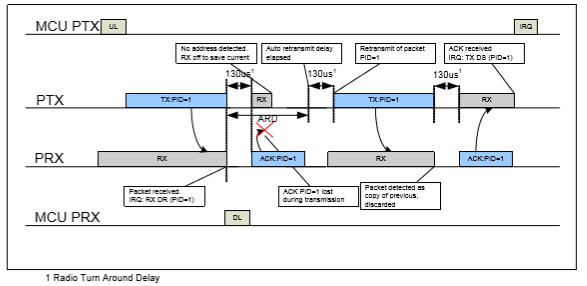 MCU PTX
UL
IRQ
No address detected.
RX off to save current
Auto retransmit delay
elapsed
Retransmit of packet
PID=1
ACK received
IRQ: TX DS (PID=1)
130us1
130us1
130us1
PTX
TX:PID=1
RX
TX:PID=1
RX
ARD
PRX
RX
ACK:PID=1
RX
ACK:PID=1
Packet received.
IRQ: RX DR (PID=1)
ACK PID=1 lost
during transmission
Packet detected as
copy of previous,
discarded
MCU PRX
DL
1 Radio Turn Around Delay